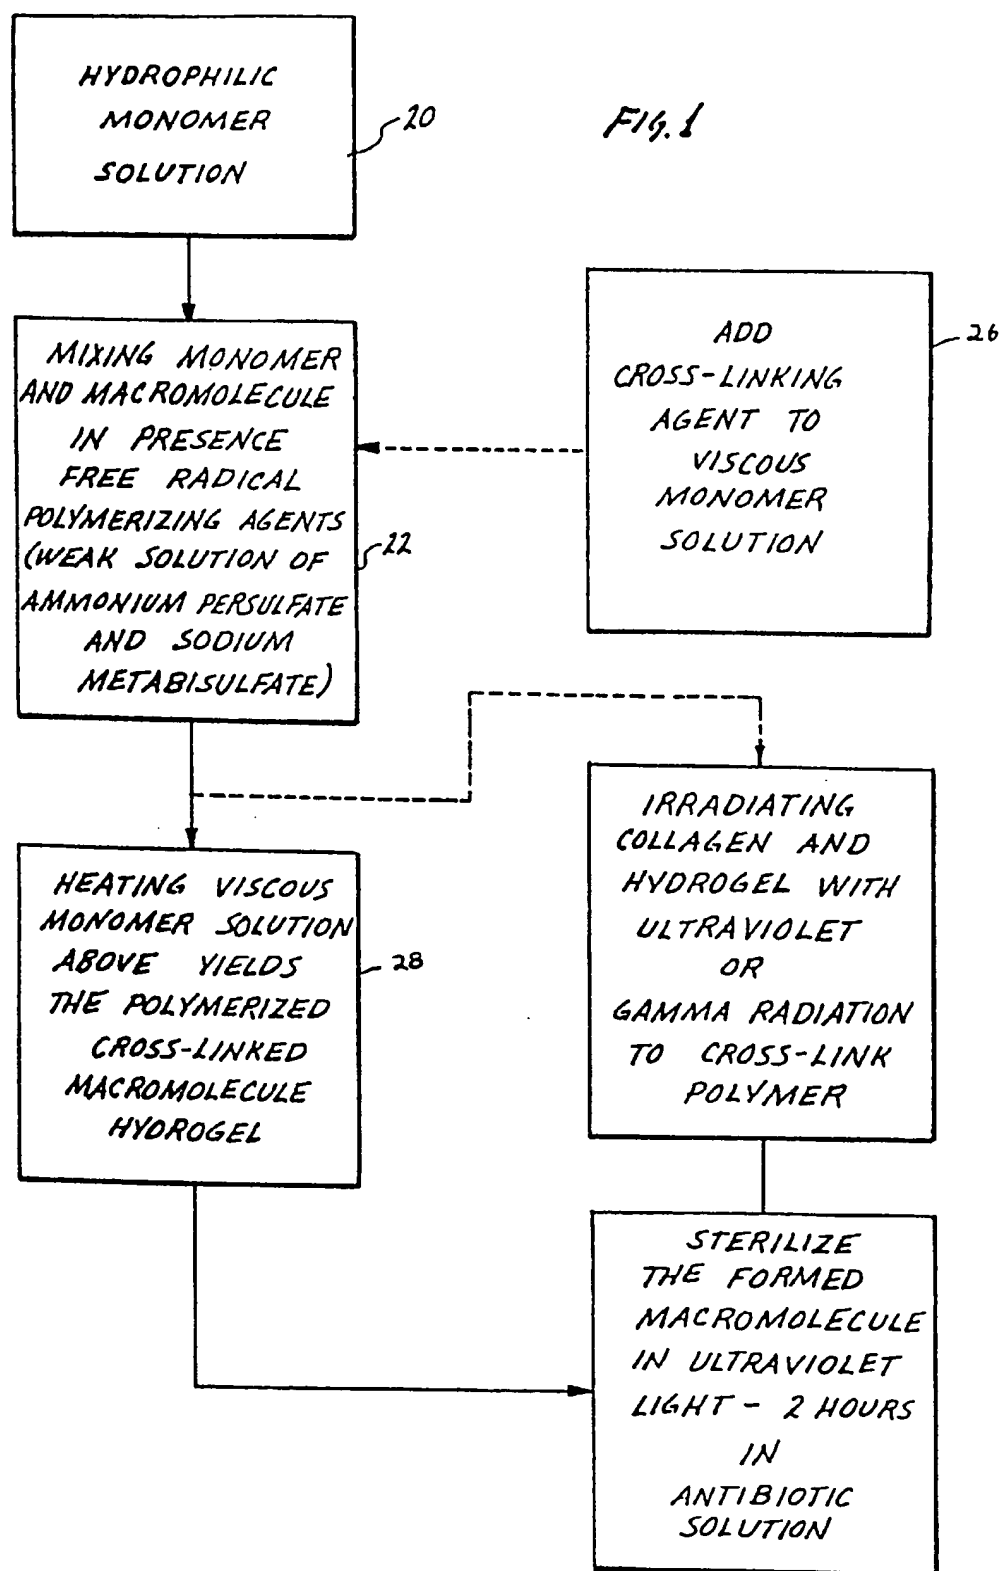 HYDROPHILIC
MONOMER
SOLUTION
20
FIG. 1
MIXING MONOMER
AND MACROMOLECULE
IN PRESENCE
FREE RADICAL
POLYMERIZING AGENTS
(WEAK SOLUTION OF
AMMONIUM PERSULFATE
AND SODIUM
METABISULFATE)
22
ADD
CROSS-LINKING
AGENT TO
VISCOUS
MONOMER
SOLUTION
26
HEATING VISCOUS
MONOMER SOLUTION
ABOVE YIELDS
THE POLYMERIZED
CROSS-LINKED
MACROMOLECULE
HYDROGEL
28
IRRADIATING
COLLAGEN AND
HYDROGEL WITH
ULTRAVIOLET
OR
GAMMA RADIATION
TO CROSS-LINK
POLYMER
STERILIZE
THE FORMED
MACROMOLECULE
IN ULTRAVIOLET
LIGHT - 2 HOURS
IN
ANTIBIOTIC
SOLUTION